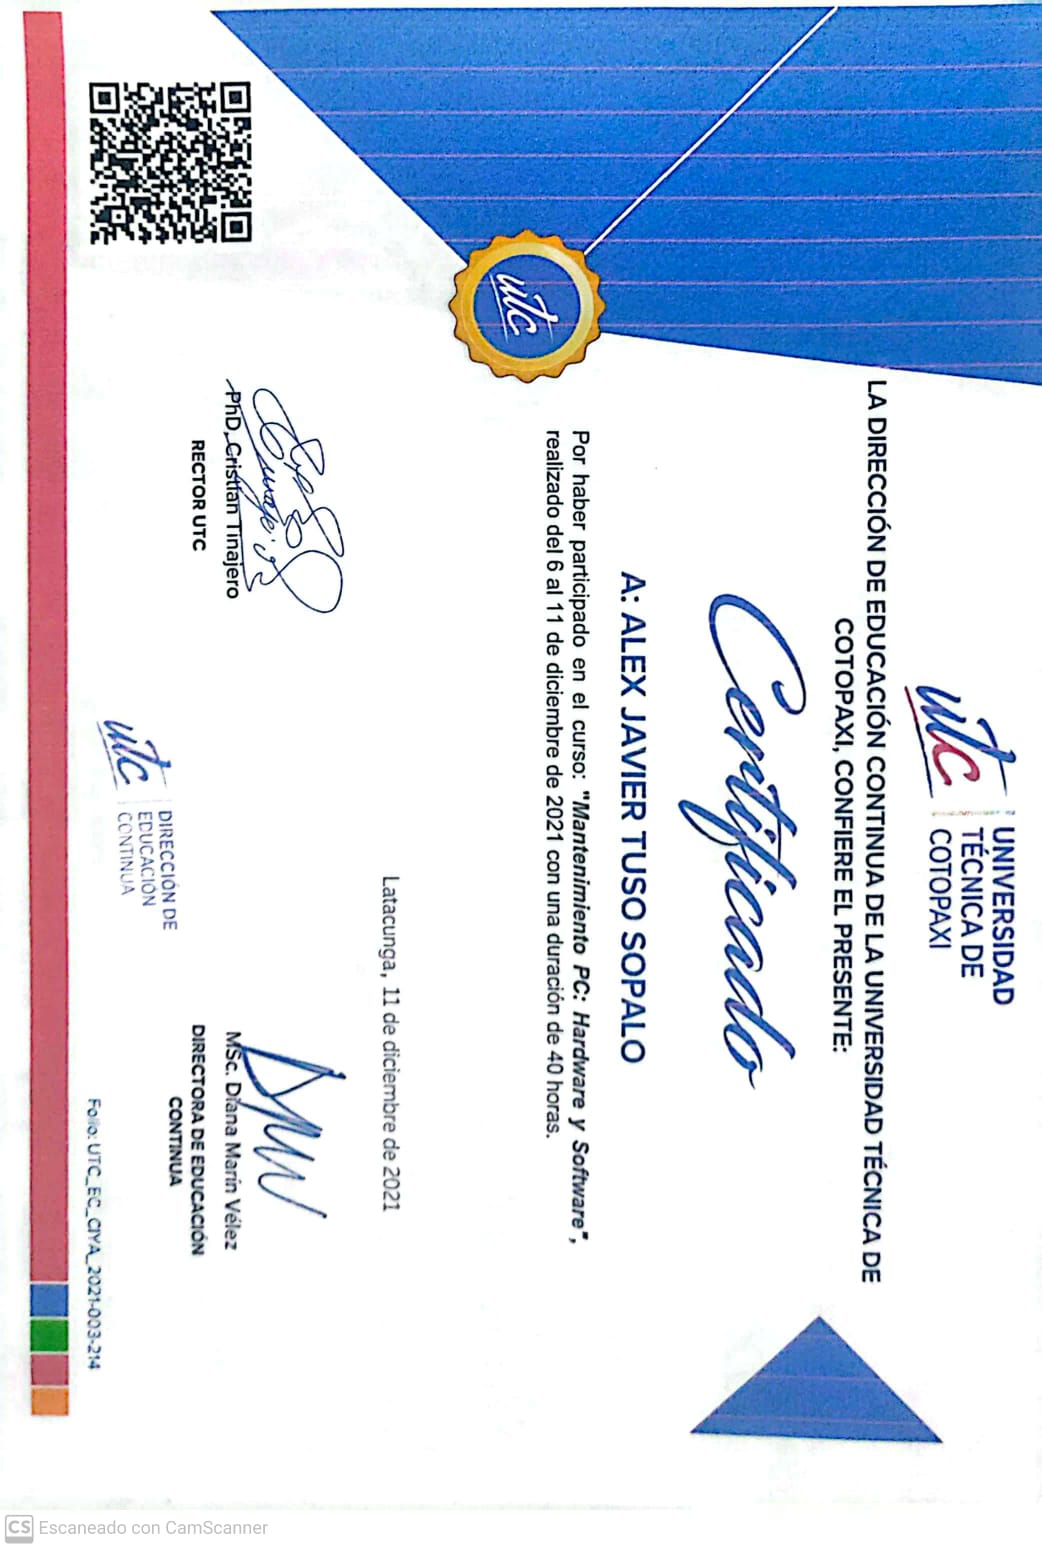 utc
UNIVERSIDAD
TÉCNICA DE
COTOPAXI
LA DIRECCIÓN DE EDUCACIÓN CONTINUA DE LA UNIVERSIDAD TÉCNICA DE
COTOPAXI, CONFIERE EL PRESENTE:
Certificado
A: ALEX JAVIER TUSO SOPALO
utc
Por haber participado en el curso: "Mantenimiento PC: Hardware y Software",
realizado del 6 al 11 de diciembre de 2021 con una duración de 40 horas.
Latacunga, 11 de diciembre de 2021
PhD. Cristian Tinajero
RECTOR UTC
MSc. Diana Marín Vélez
DIRECTORA DE EDUCACIÓN
CONTINUA
utc
DIRECCIÓN DE
EDUCACIÓN
CONTINUA
Folio: UTC_EC_CIYA_2021-003-214
CS Escaneado con CamScanner